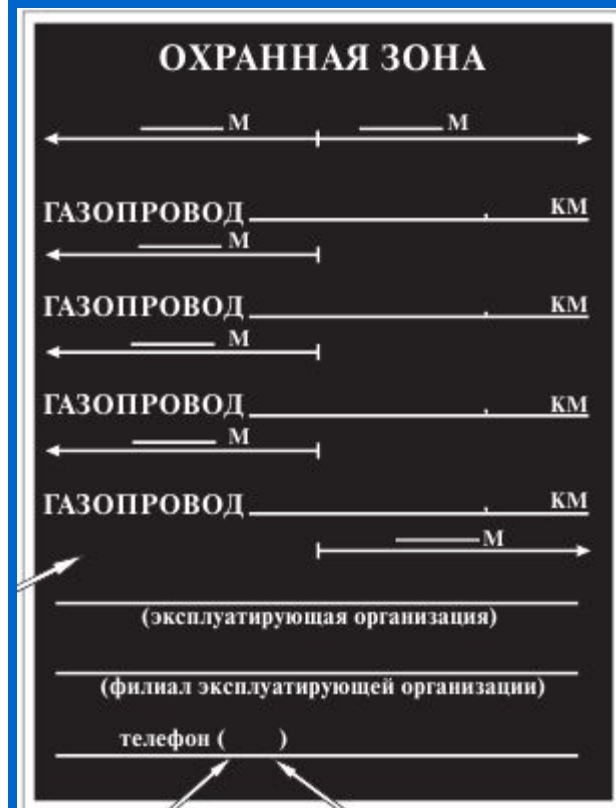 ОХРАННАЯ ЗОНА
М М
ГАЗОПРОВОД , КМ
М
ГАЗОПРОВОД , КМ
М
ГАЗОПРОВОД , КМ
М
ГАЗОПРОВОД , КМ
М
(эксплуатирующая организация)
(филиал эксплуатирующей организации)
телефон ( )